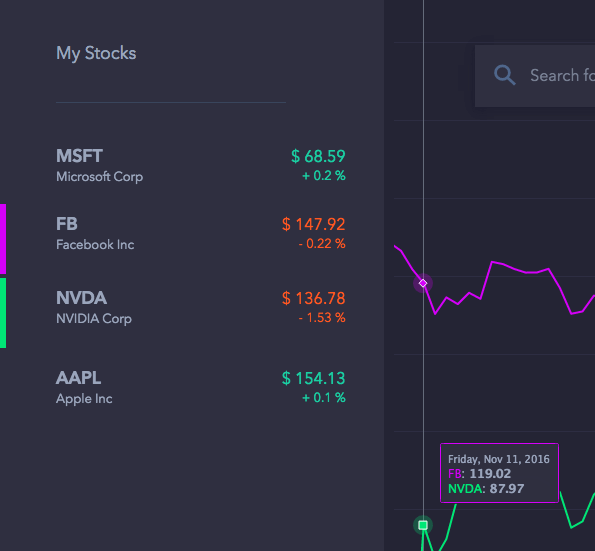 My Stocks
Search fo
MSFT $ 68.59
Microsoft Corp + 0.2 %
FB $ 147.92
Facebook Inc - 0.22 %
NVDA $ 136.78
NVIDIA Corp - 1.53 %
AAPL $ 154.13
Apple Inc + 0.1 %
Friday, Nov 11, 2016
FB: 119.02
NVDA: 87.97